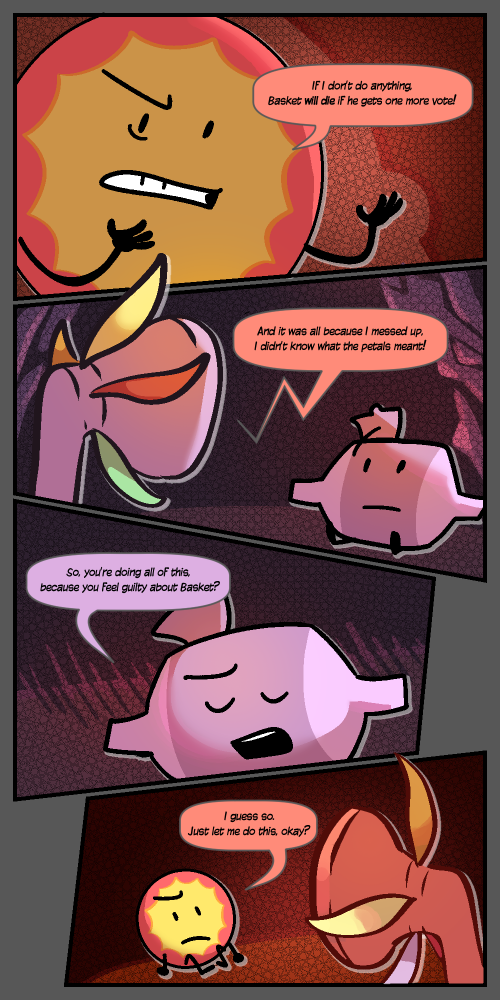 If I don't do anything,
Basket will die if he gets one more vote!
And it was all because I messed up,
I didn't know what the petals meant!
So, you're doing all of this,
because you feel guilty about Basket?
I guess so.
Just let me do this, okay?